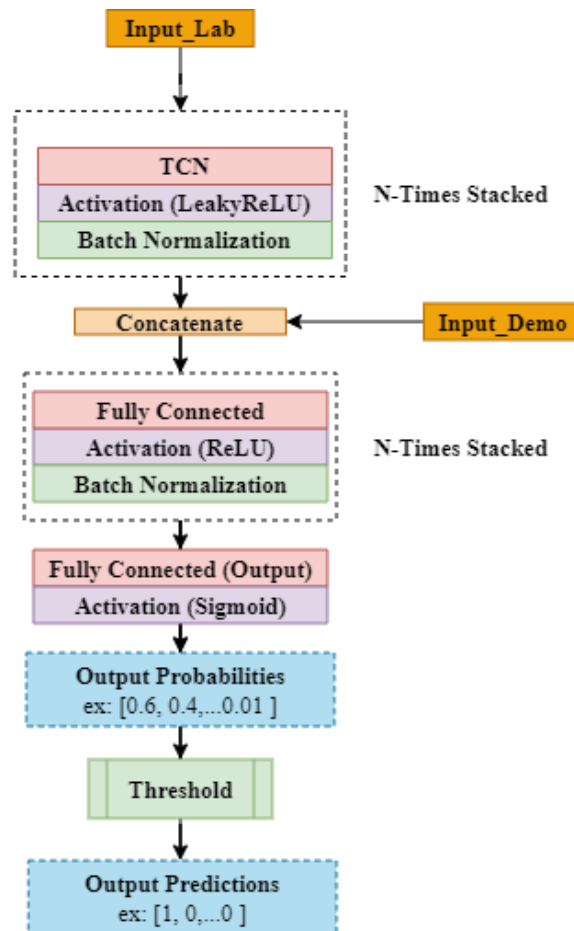 Input_Lab
TCN
Activation (LeakyReLU)
Batch Normalization
N-Times Stacked
Concatenate
Input_Demo
Fully Connected
Activation (ReLU)
Batch Normalization
N-Times Stacked
Fully Connected (Output)
Activation (Sigmoid)
Output Probabilities
ex: [0.6, 0.4,...0.01 ]
Threshold
Output Predictions
ex: [1, 0,...0 ]